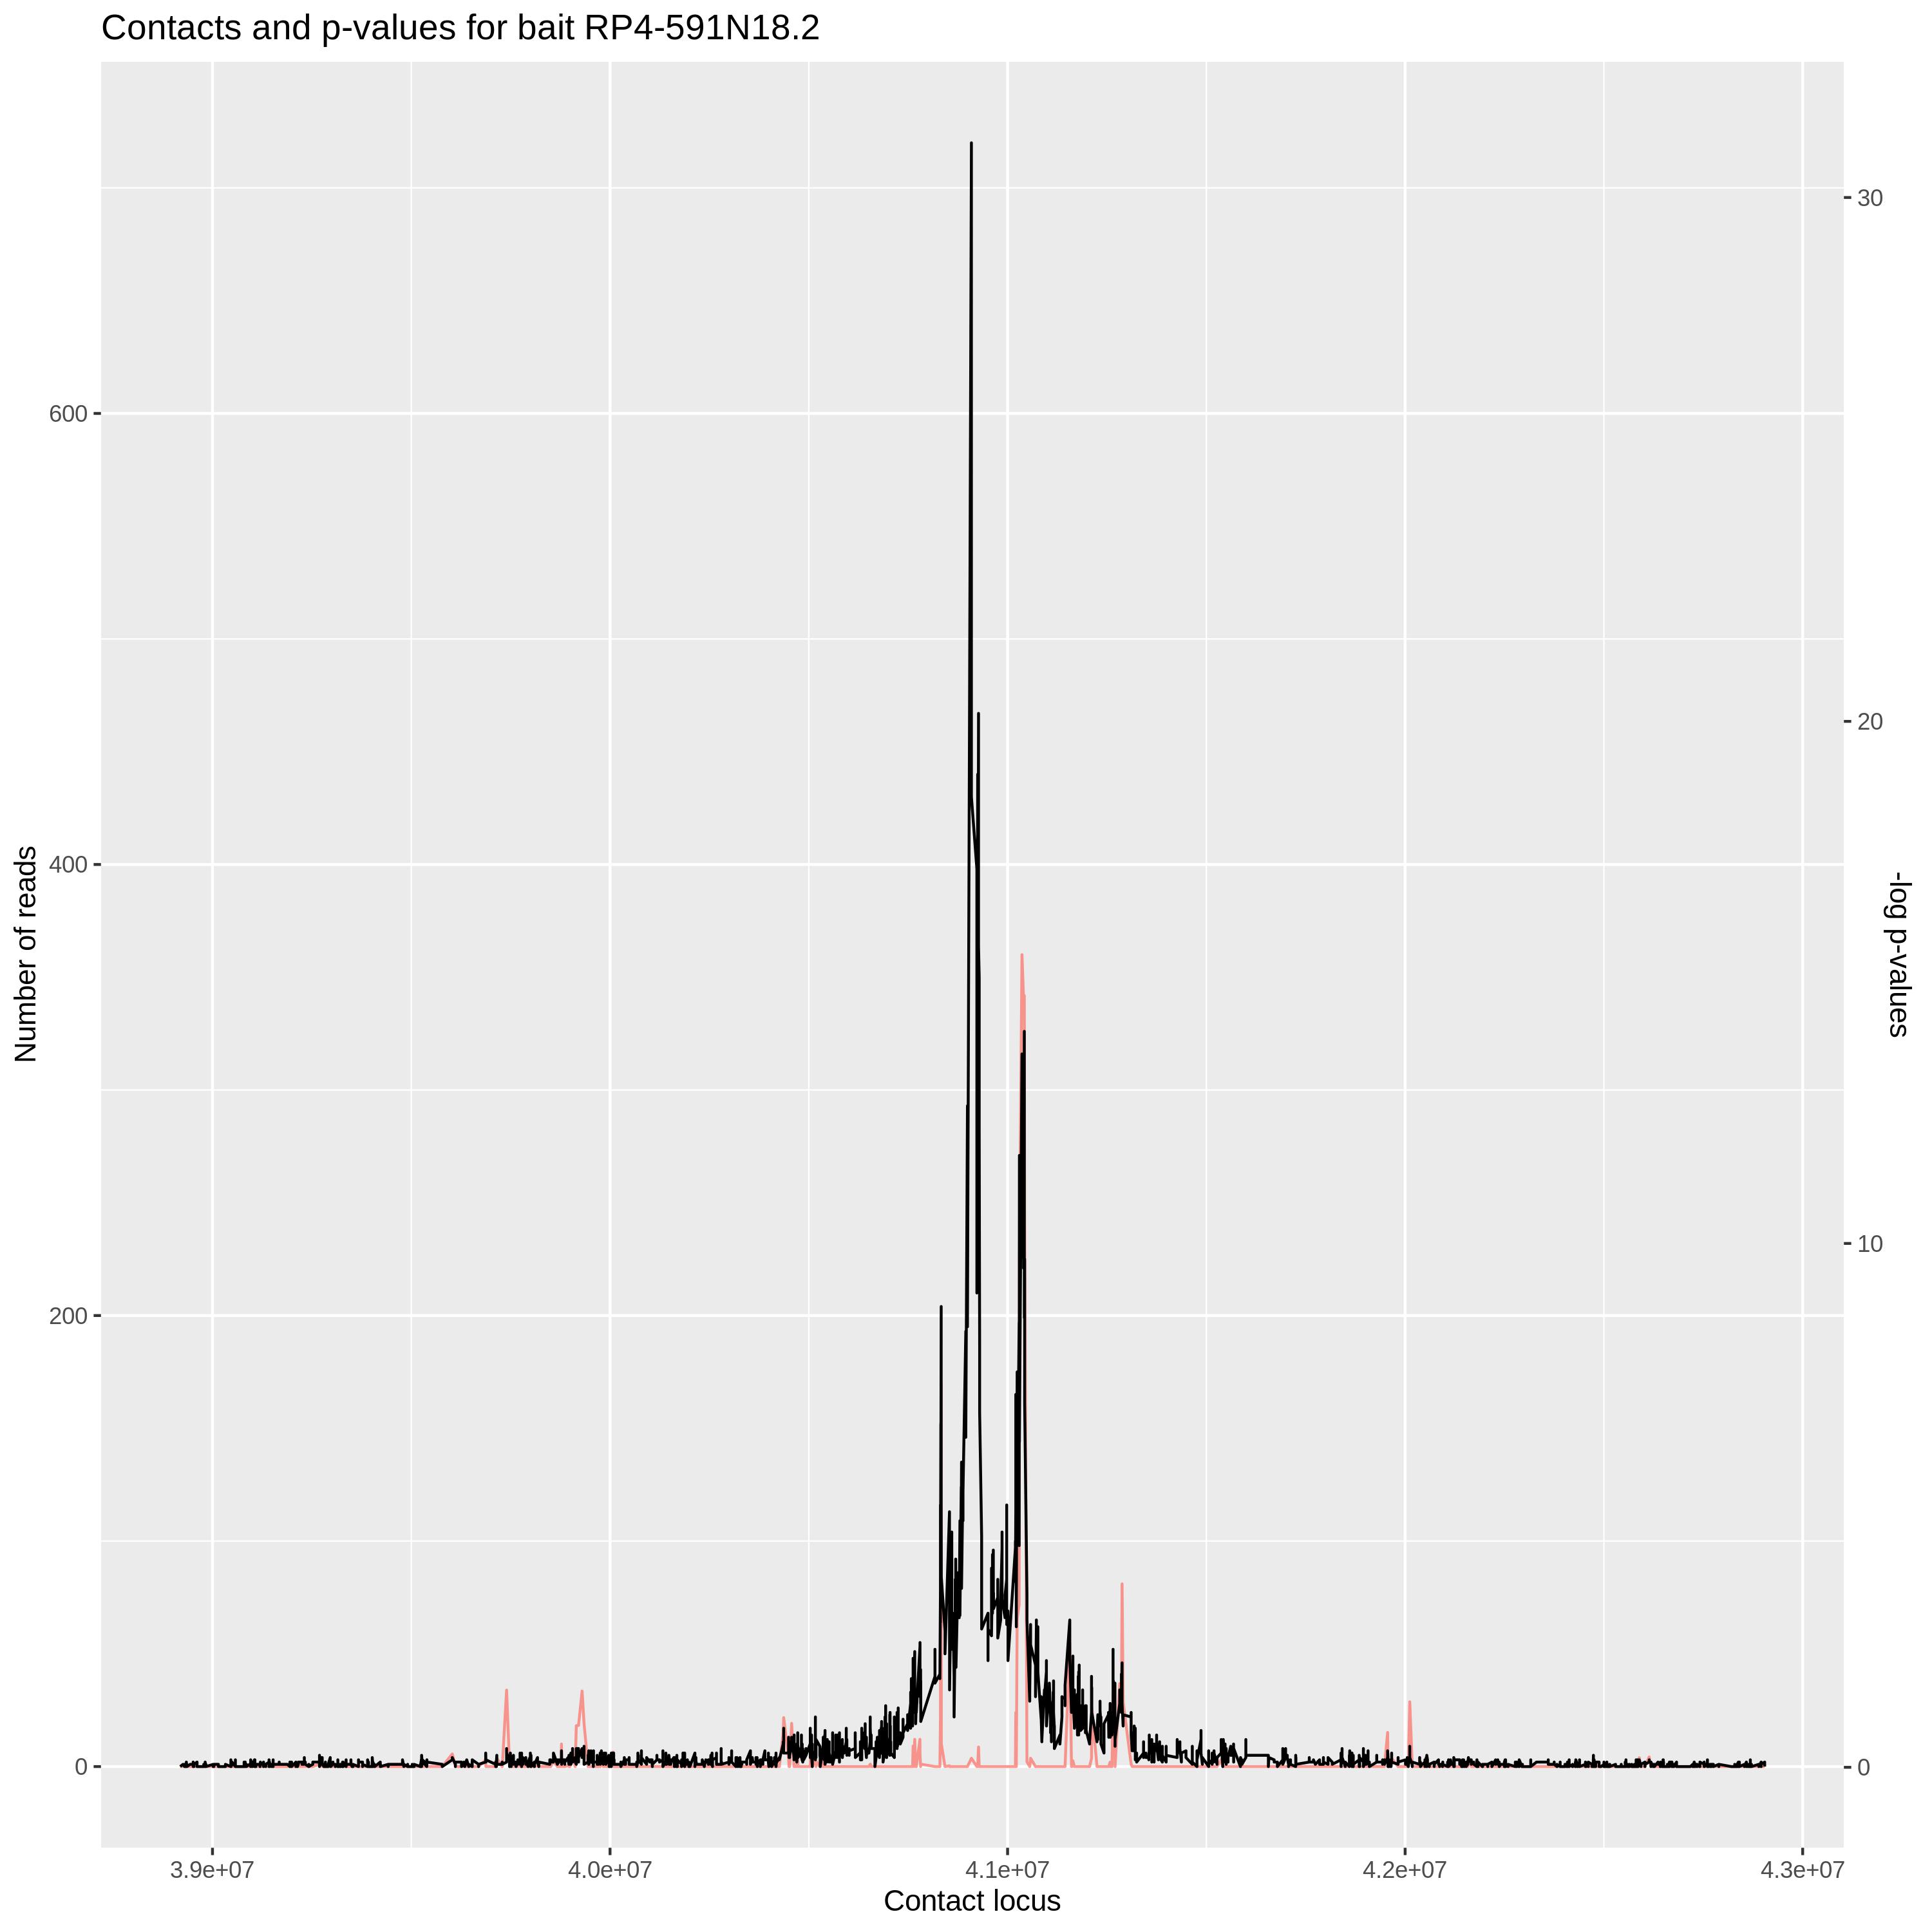 Contacts and p-values for bait RP4-591N18.2
Number of reads
600
400
200
0
30
20
10
0
-log p-values
3.9e+07
4.0e+07
4.1e+07
4.2e+07
4.3e+07
Contact locus